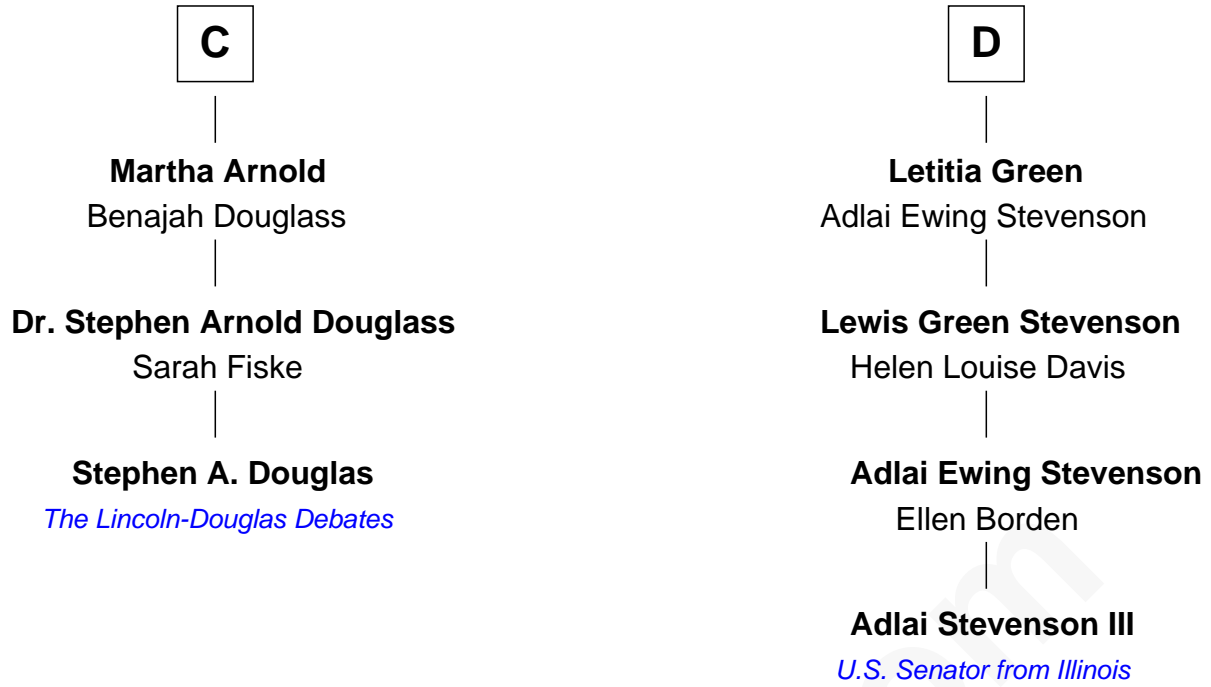 C
Martha Arnold
Benajah Douglass
Dr. Stephen Arnold Douglass
Sarah Fiske
Stephen A. Douglas
The Lincoln-Douglas Debates
D
Letitia Green
Adlai Ewing Stevenson
Lewis Green Stevenson
Helen Louise Davis
Adlai Ewing Stevenson
Ellen Borden
Adlai Stevenson III
U.S. Senator from Illinois